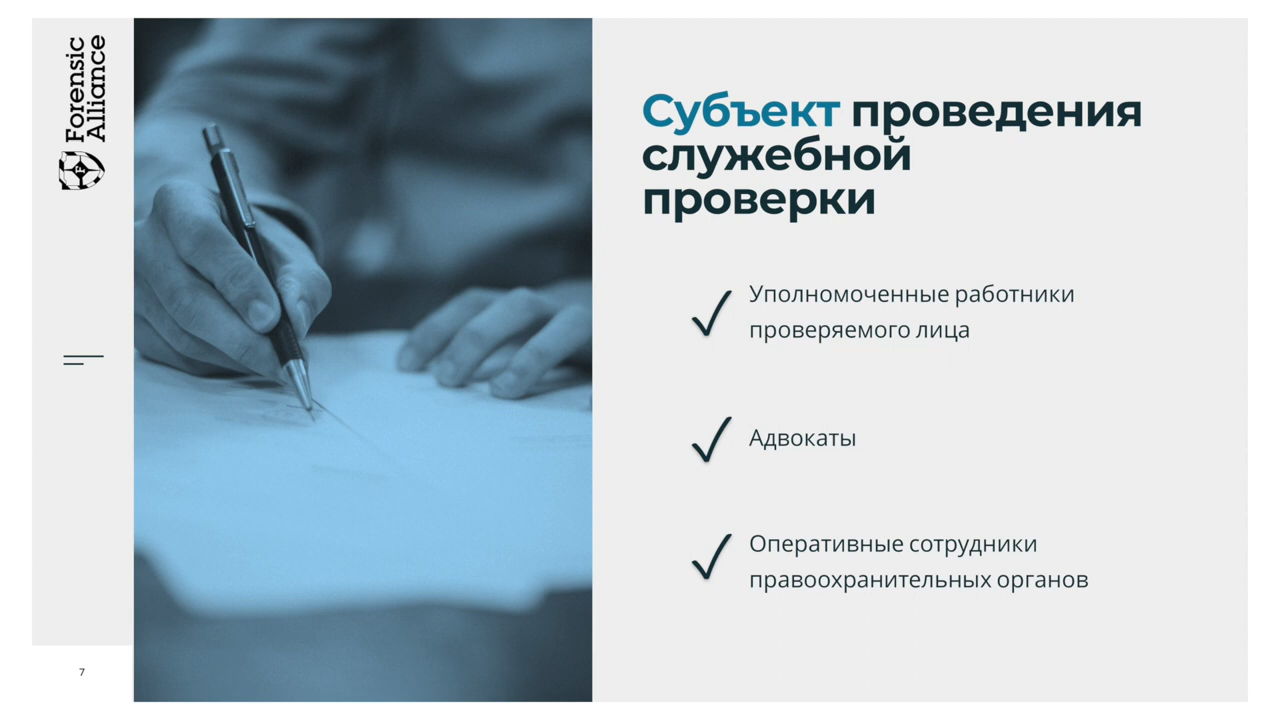 Forensic
Alliance
F
Субъект проведения
служебной
проверки
Уполномоченные работники
проверяемого лица
Адвокаты
Оперативные сотрудники
правоохранительных органов
7